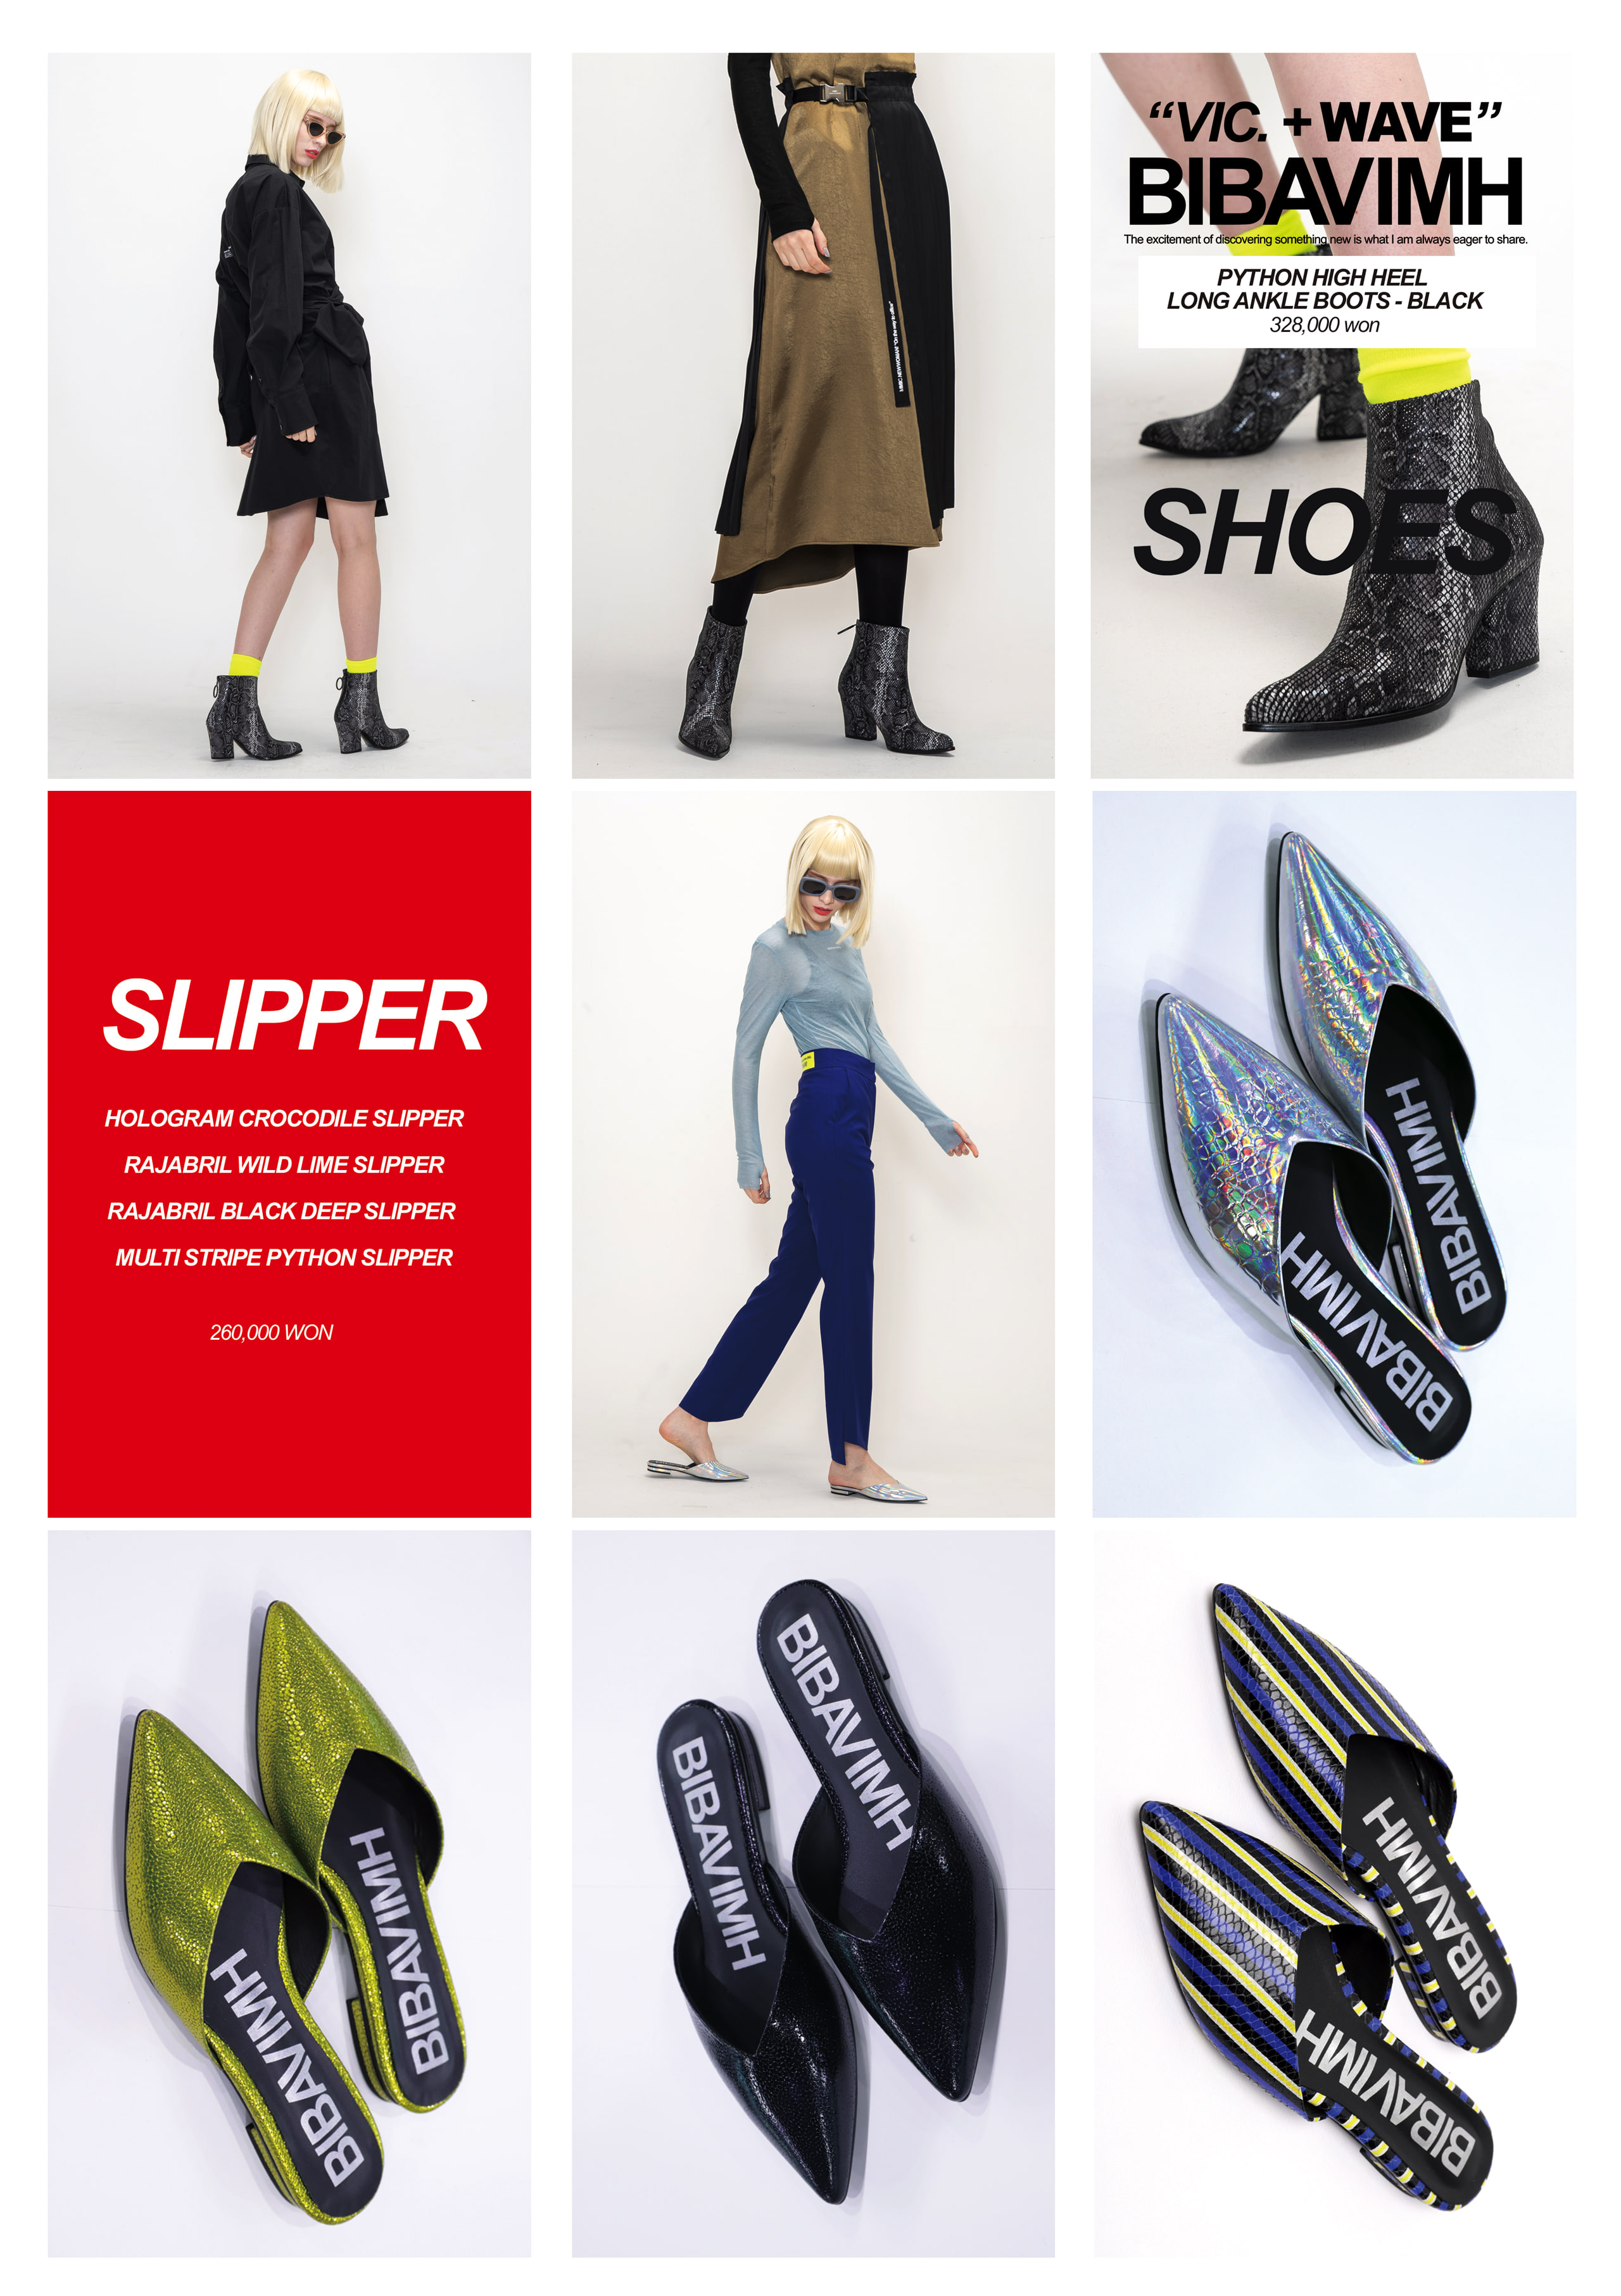 “VIC. + WAVE”
BIBAVIMH
The excitement of discovering something new is what I am always eager to share.
PYTHON HIGH HEEL
LONG ANKLE BOOTS - BLACK
328,000 won
SHOES
SLIPPER
HOLOGRAM CROCODILE SLIPPER
RAJABRIL WILD LIME SLIPPER
RAJABRIL BLACK DEEP SLIPPER
MULTI STRIPE PYTHON SLIPPER
260,000 WON
BIBAVIMH
BIBAVIMH
BIBAVIMH
BIBAVIMH
BIBAVIMH
BIBAVIMH
BIBAVIMH
BIBAVIMH